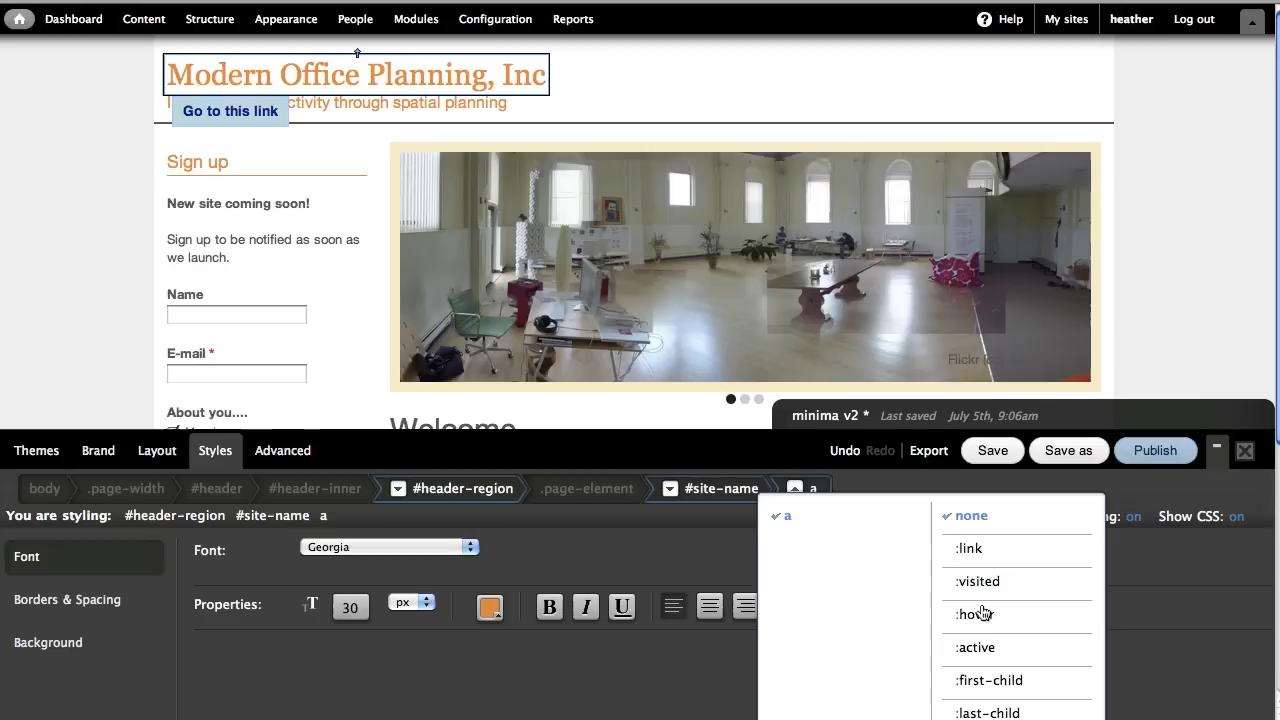 Dashboard Content Structure Appearance People Modules Configuration Reports Help My sites heather Log out
Modern Office Planning, Inc
ctivity through spatial planning
Go to this link
Sign up
New site coming soon!
Sign up to be notified as soon as
we launch.
Name
E-mail *
About you....
Flickr
Welcome
minima v2 * Last saved July 5th, 9:06am
Themes Brand Layout Styles Advanced Undo Redo Export Save Save as Publish
body .page-width #header #header-inner #header-region .page-element #site-name a
You are styling: #header-region #site-name a on Show CSS: on
Font
Borders & Spacing
Background
Font: Georgia
Properties: TT 30 px B I U
a
none
:link
:visited
:hover
:active
:first-child
:last-child